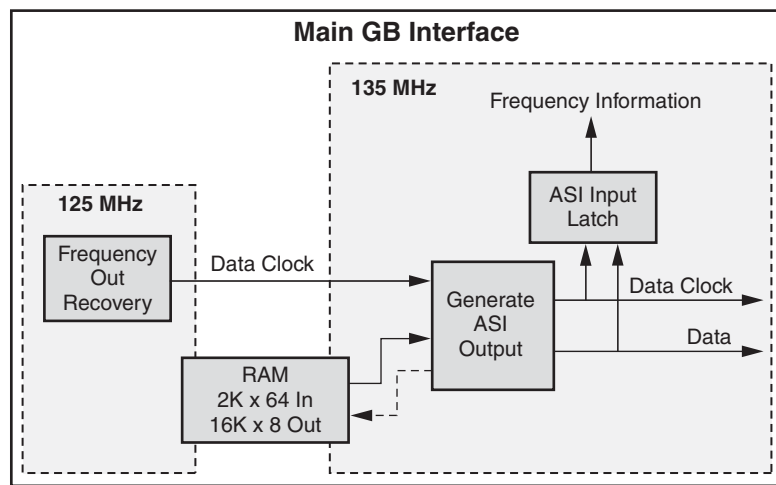 Main GB Interface
135 MHz
Frequency Information
ASI Input
Latch
125 MHz
Frequency
Out
Recovery
Data Clock
Generate
ASI
Output
Data Clock
Data
RAM
2K x 64 In
16K x 8 Out